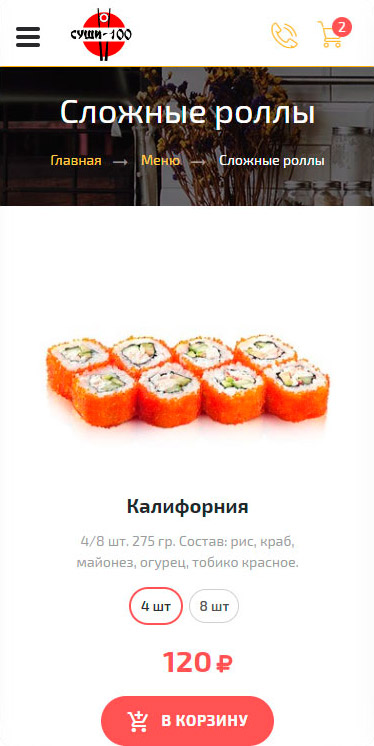 суши-100
2
Сложные роллы
Главная → Меню → Сложные роллы
Калифорния
4/8 шт. 275 гр. Состав: рис, краб,
майонез, огурец, тобико красное.
4 шт 8 шт
120 ₽
В КОРЗИНУ